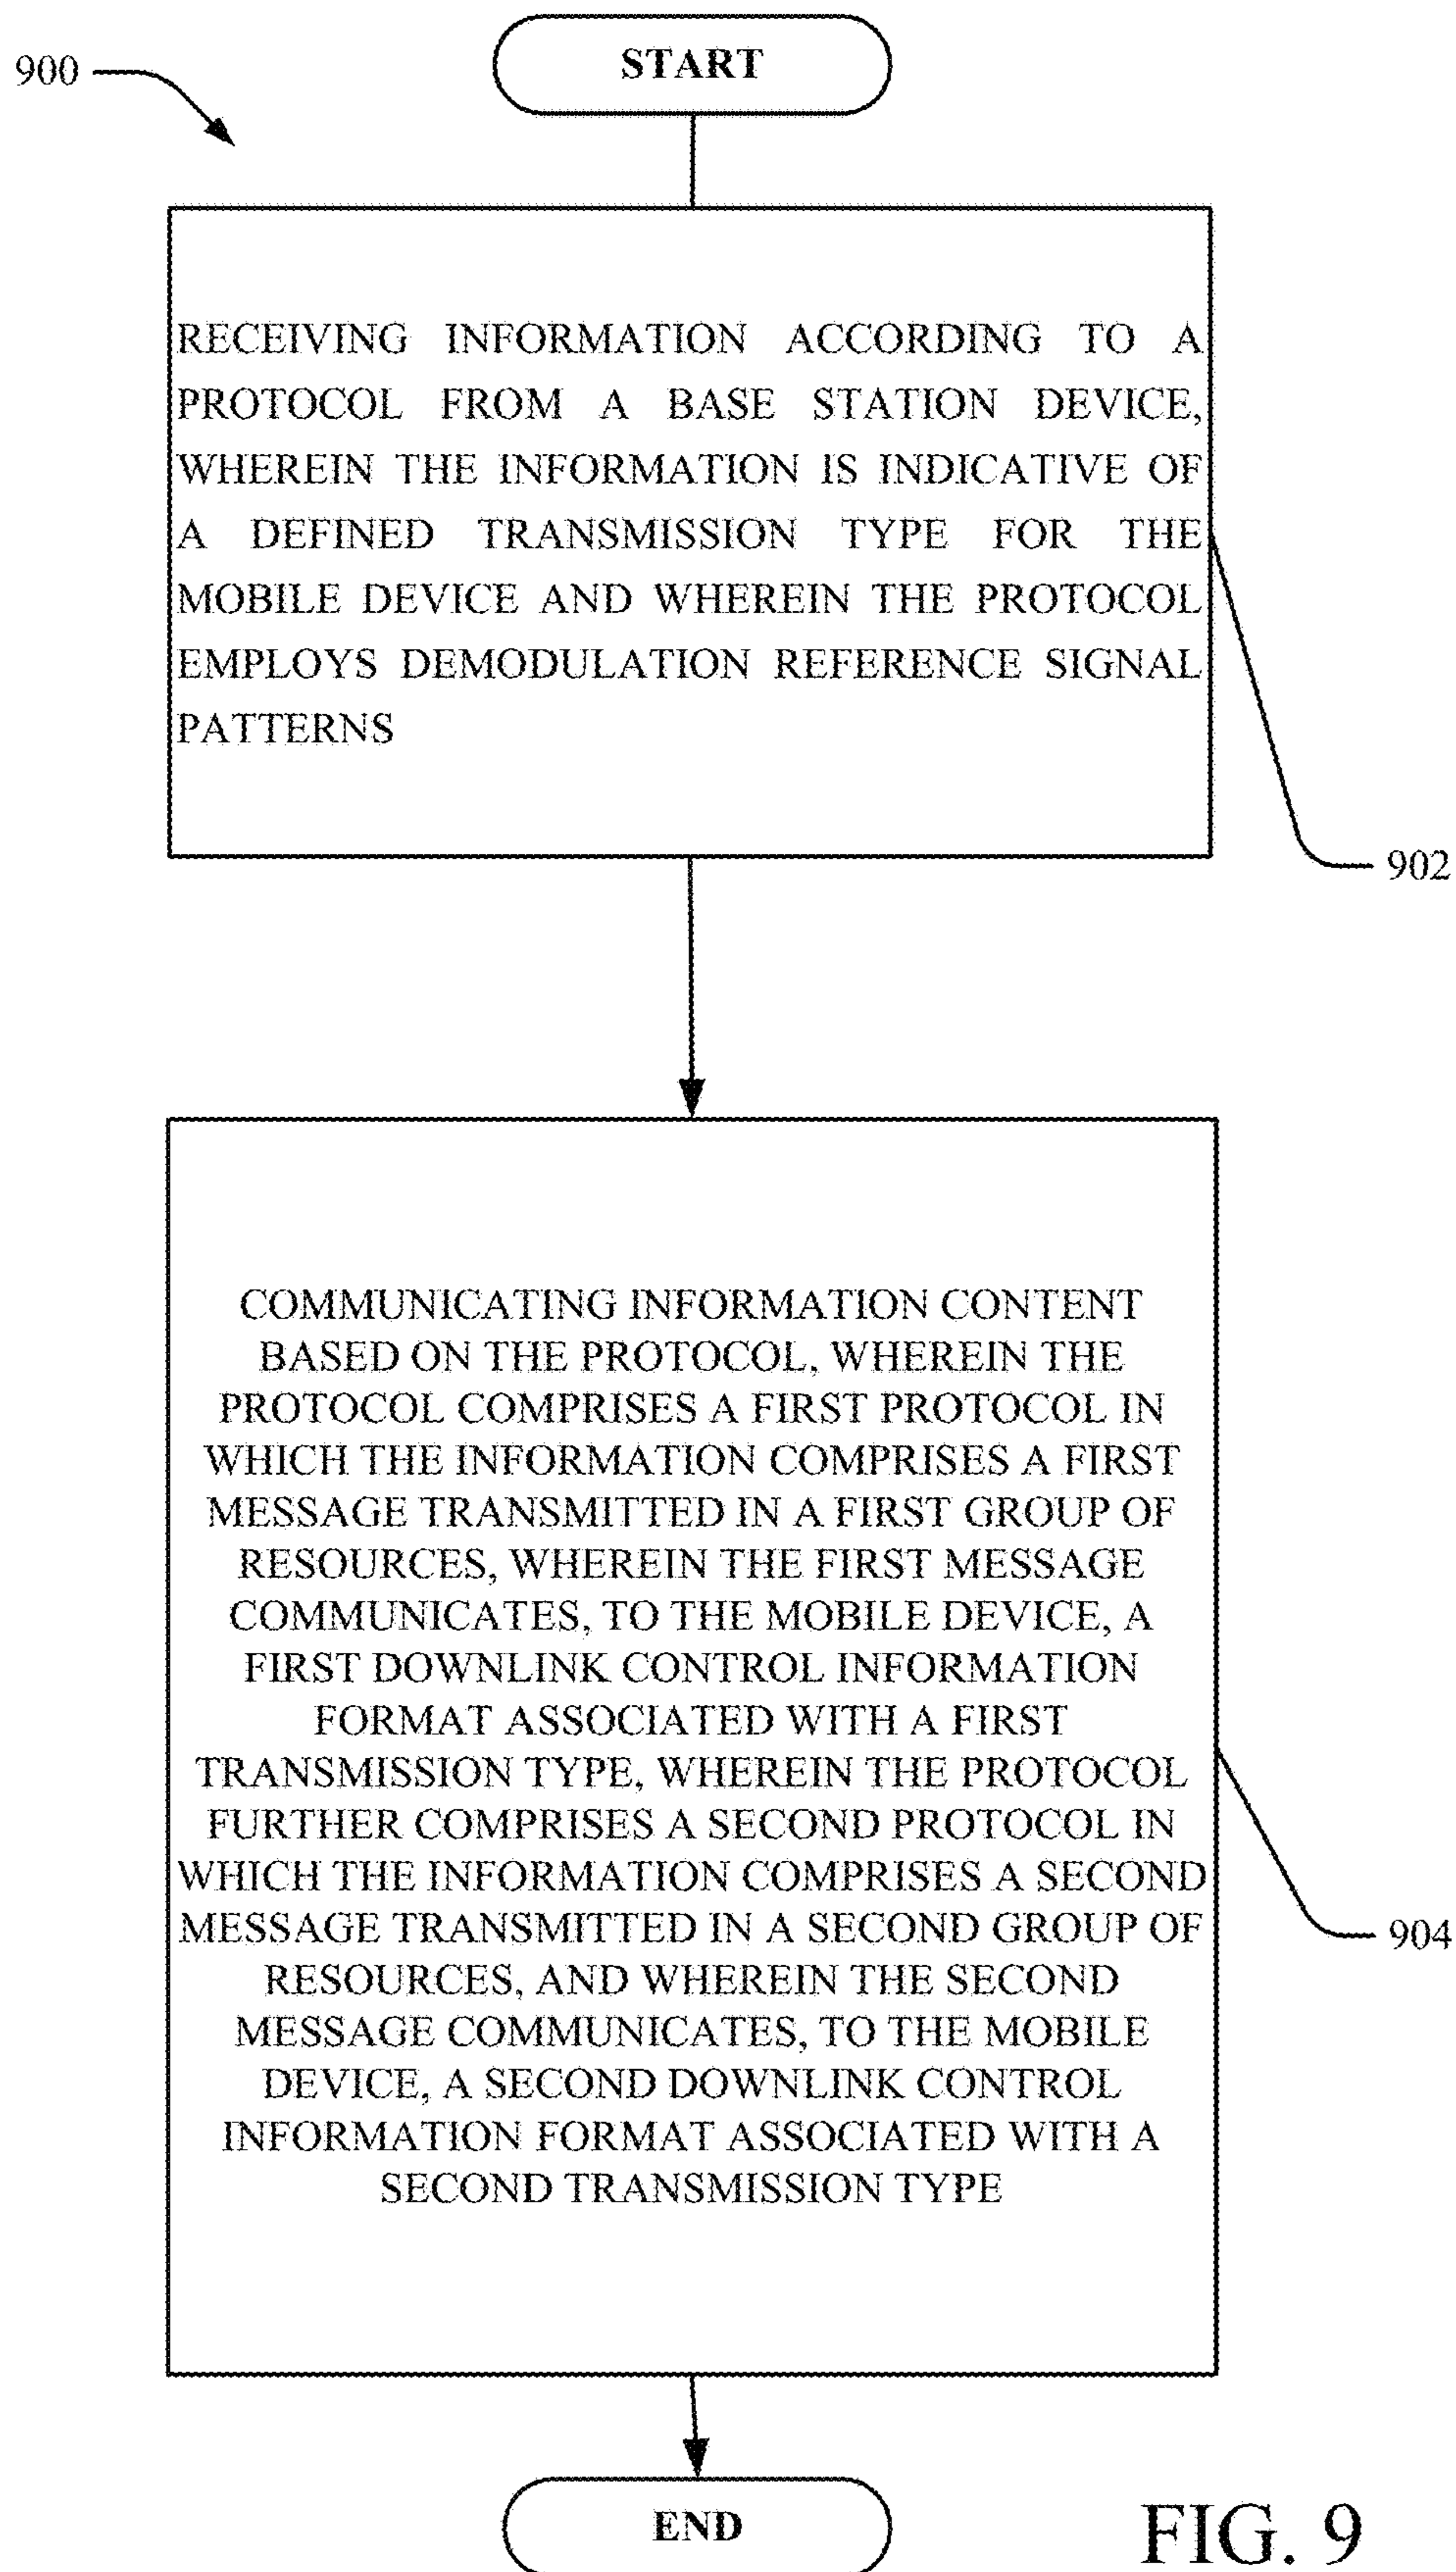 START
900
RECEIVING INFORMATION ACCORDING TO A
PROTOCOL FROM A BASE STATION DEVICE,
WHEREIN THE INFORMATION IS INDICATIVE OF
A DEFINED TRANSMISSION TYPE FOR THE
MOBILE DEVICE AND WHEREIN THE PROTOCOL
EMPLOYS DEMODULATION REFERENCE SIGNAL
PATTERNS
902
COMMUNICATING INFORMATION CONTENT
BASED ON THE PROTOCOL, WHEREIN THE
PROTOCOL COMPRISES A FIRST PROTOCOL IN
WHICH THE INFORMATION COMPRISES A FIRST
MESSAGE TRANSMITTED IN A FIRST GROUP OF
RESOURCES, WHEREIN THE FIRST MESSAGE
COMMUNICATES, TO THE MOBILE DEVICE, A
FIRST DOWNLINK CONTROL INFORMATION
FORMAT ASSOCIATED WITH A FIRST
TRANSMISSION TYPE, WHEREIN THE PROTOCOL
FURTHER COMPRISES A SECOND PROTOCOL IN
WHICH THE INFORMATION COMPRISES A SECOND
MESSAGE TRANSMITTED IN A SECOND GROUP OF
RESOURCES, AND WHEREIN THE SECOND
MESSAGE COMMUNICATES, TO THE MOBILE
DEVICE, A SECOND DOWNLINK CONTROL
INFORMATION FORMAT ASSOCIATED WITH A
SECOND TRANSMISSION TYPE
904
END
FIG. 9